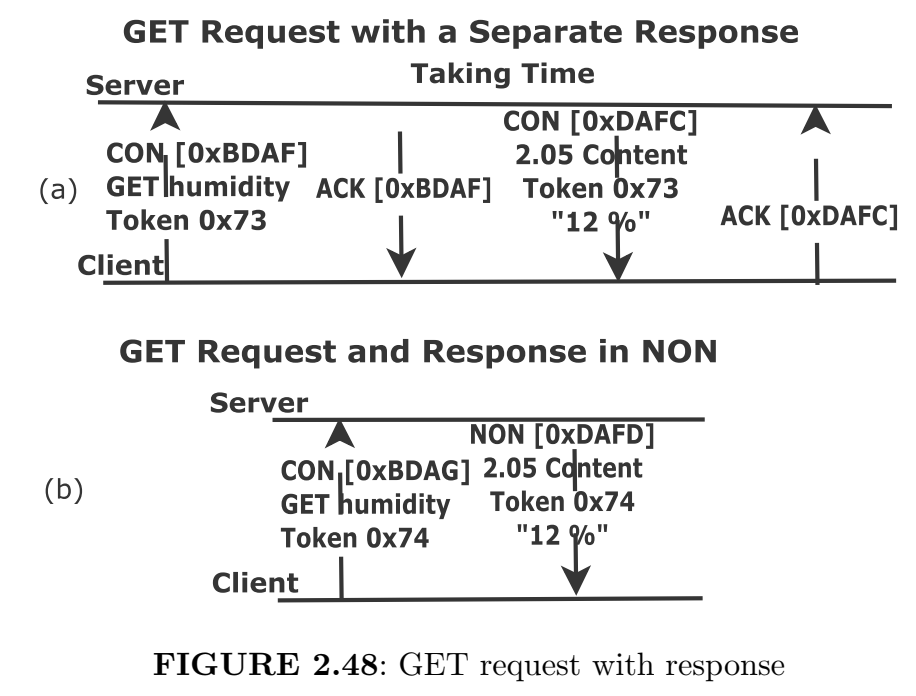 GET Request with a Separate Response
Taking Time
Server
(a)
CON [0xBDAF]
GET humidity
Token 0x73
ACK [0xBDAF]
CON [0xDAFC]
2.05 Content
Token 0x73
"12 %"
ACK [0xDAFC]
Client
GET Request and Response in NON
Server
(b)
CON [0xBDAG]
GET humidity
Token 0x74
NON [0xDAFD]
2.05 Content
Token 0x74
"12 %"
Client
FIGURE 2.48: GET request with response